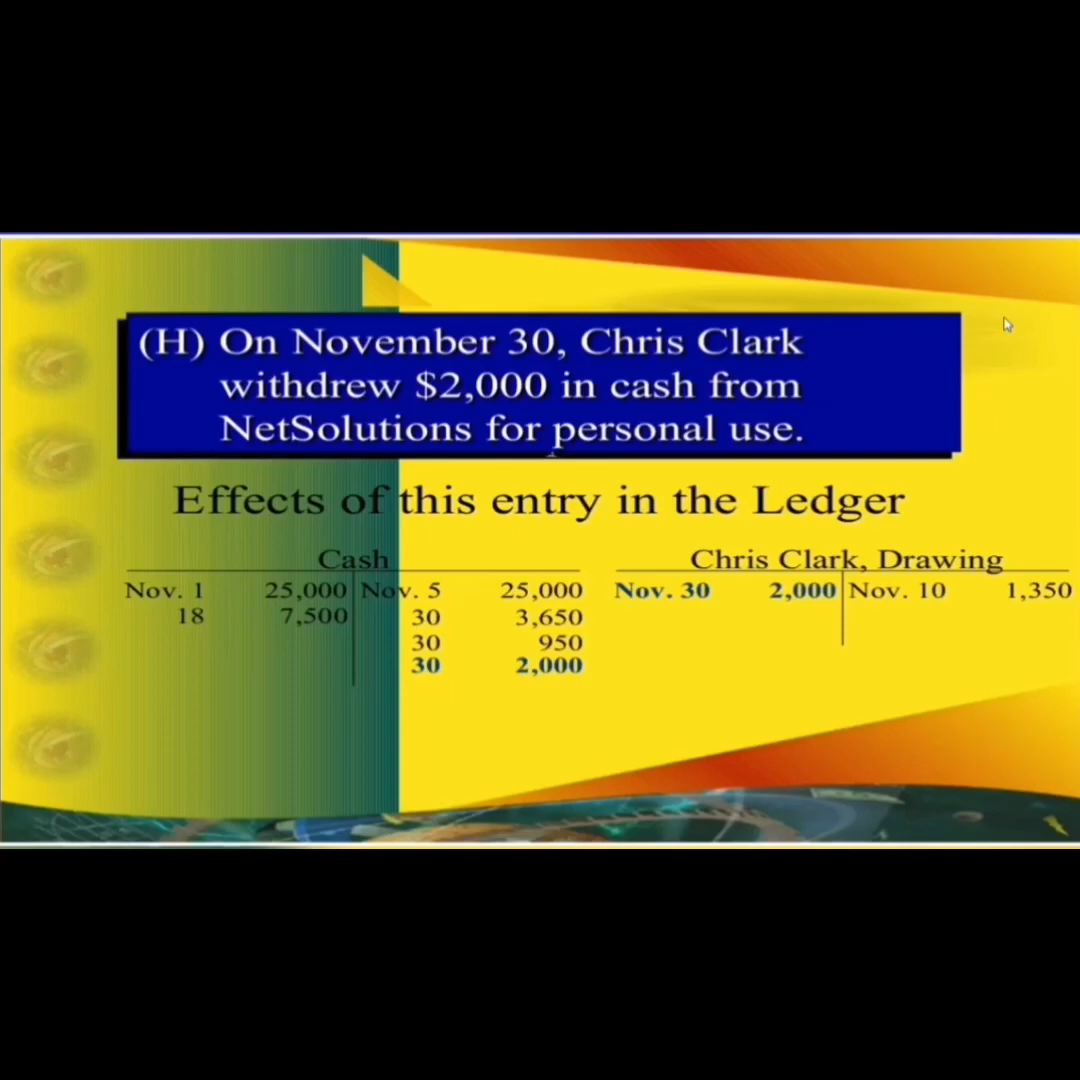 (H) On November 30, Chris Clark
withdrew $2,000 in cash from
NetSolutions for personal use.
Effects of this entry in the Ledger
Cash
Nov. 1 25,000 Nov. 5 25,000
18 7,500 30 3,650
30 950
30 2,000
Chris Clark, Drawing
Nov. 30 2,000 Nov. 10 1,350